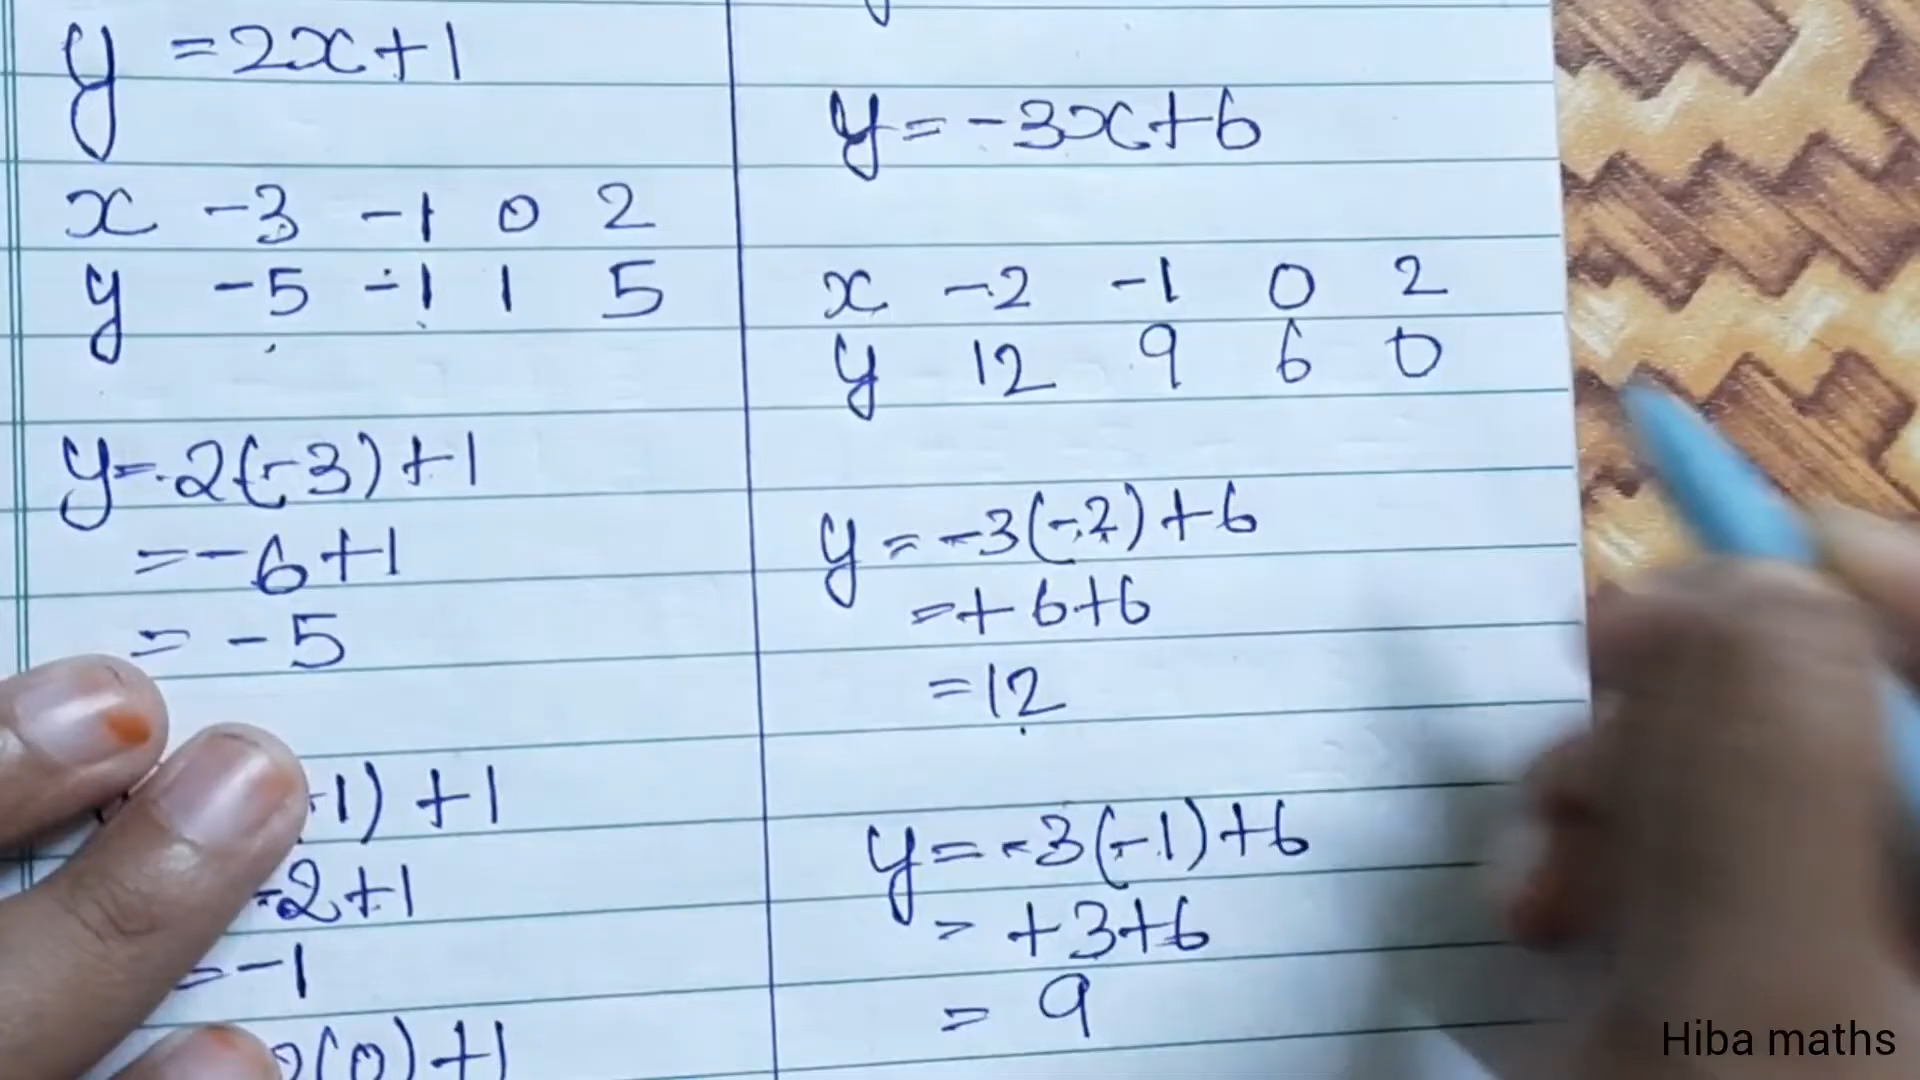 y = 2x+1
x -3 -1 0 2
y -5 -1 1 5
y= 2(-3)+1
= -6+1
= -5
1) +1
-2+1
= -1
(0)+1
y = -3x+6
x -2 -1 0 2
y 12 9 6 0
y = -3(-2)+6
= +6+6
= 12
y = -3(-1)+6
= +3+6
= 9
Hiba maths